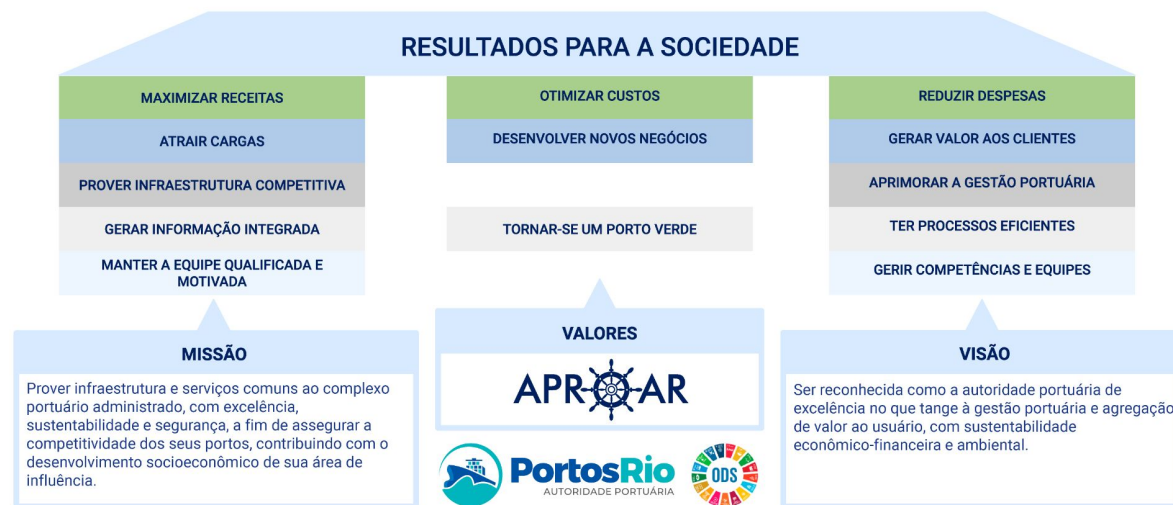 RESULTADOS PARA A SOCIEDADE
MAXIMIZAR RECEITAS
OTIMIZAR CUSTOS
REDUZIR DESPESAS
ATRAIR CARGAS
DESENVOLVER NOVOS NEGÓCIOS
GERAR VALOR AOS CLIENTES
PROVER INFRAESTRUTURA COMPETITIVA
APRIMORAR A GESTÃO PORTUÁRIA
GERAR INFORMAÇÃO INTEGRADA
TORNAR-SE UM PORTO VERDE
TER PROCESSOS EFICIENTES
MANTER A EQUIPE QUALIFICADA E
MOTIVADA
GERIR COMPETÊNCIAS E EQUIPES
MISSÃO
Prover infraestrutura e serviços comuns ao complexo
portuário administrado, com excelência,
sustentabilidade e segurança, a fim de assegurar a
competitividade dos seus portos, contribuindo com o
desenvolvimento socioeconômico de sua área de
influência.
VALORES
APROAR
PortosRio
AUTORIDADE PORTUÁRIA
ODS
VISÃO
Ser reconhecida como a autoridade portuária de
excelência no que tange à gestão portuária e agregação
de valor ao usuário, com sustentabilidade
econômico-financeira e ambiental.